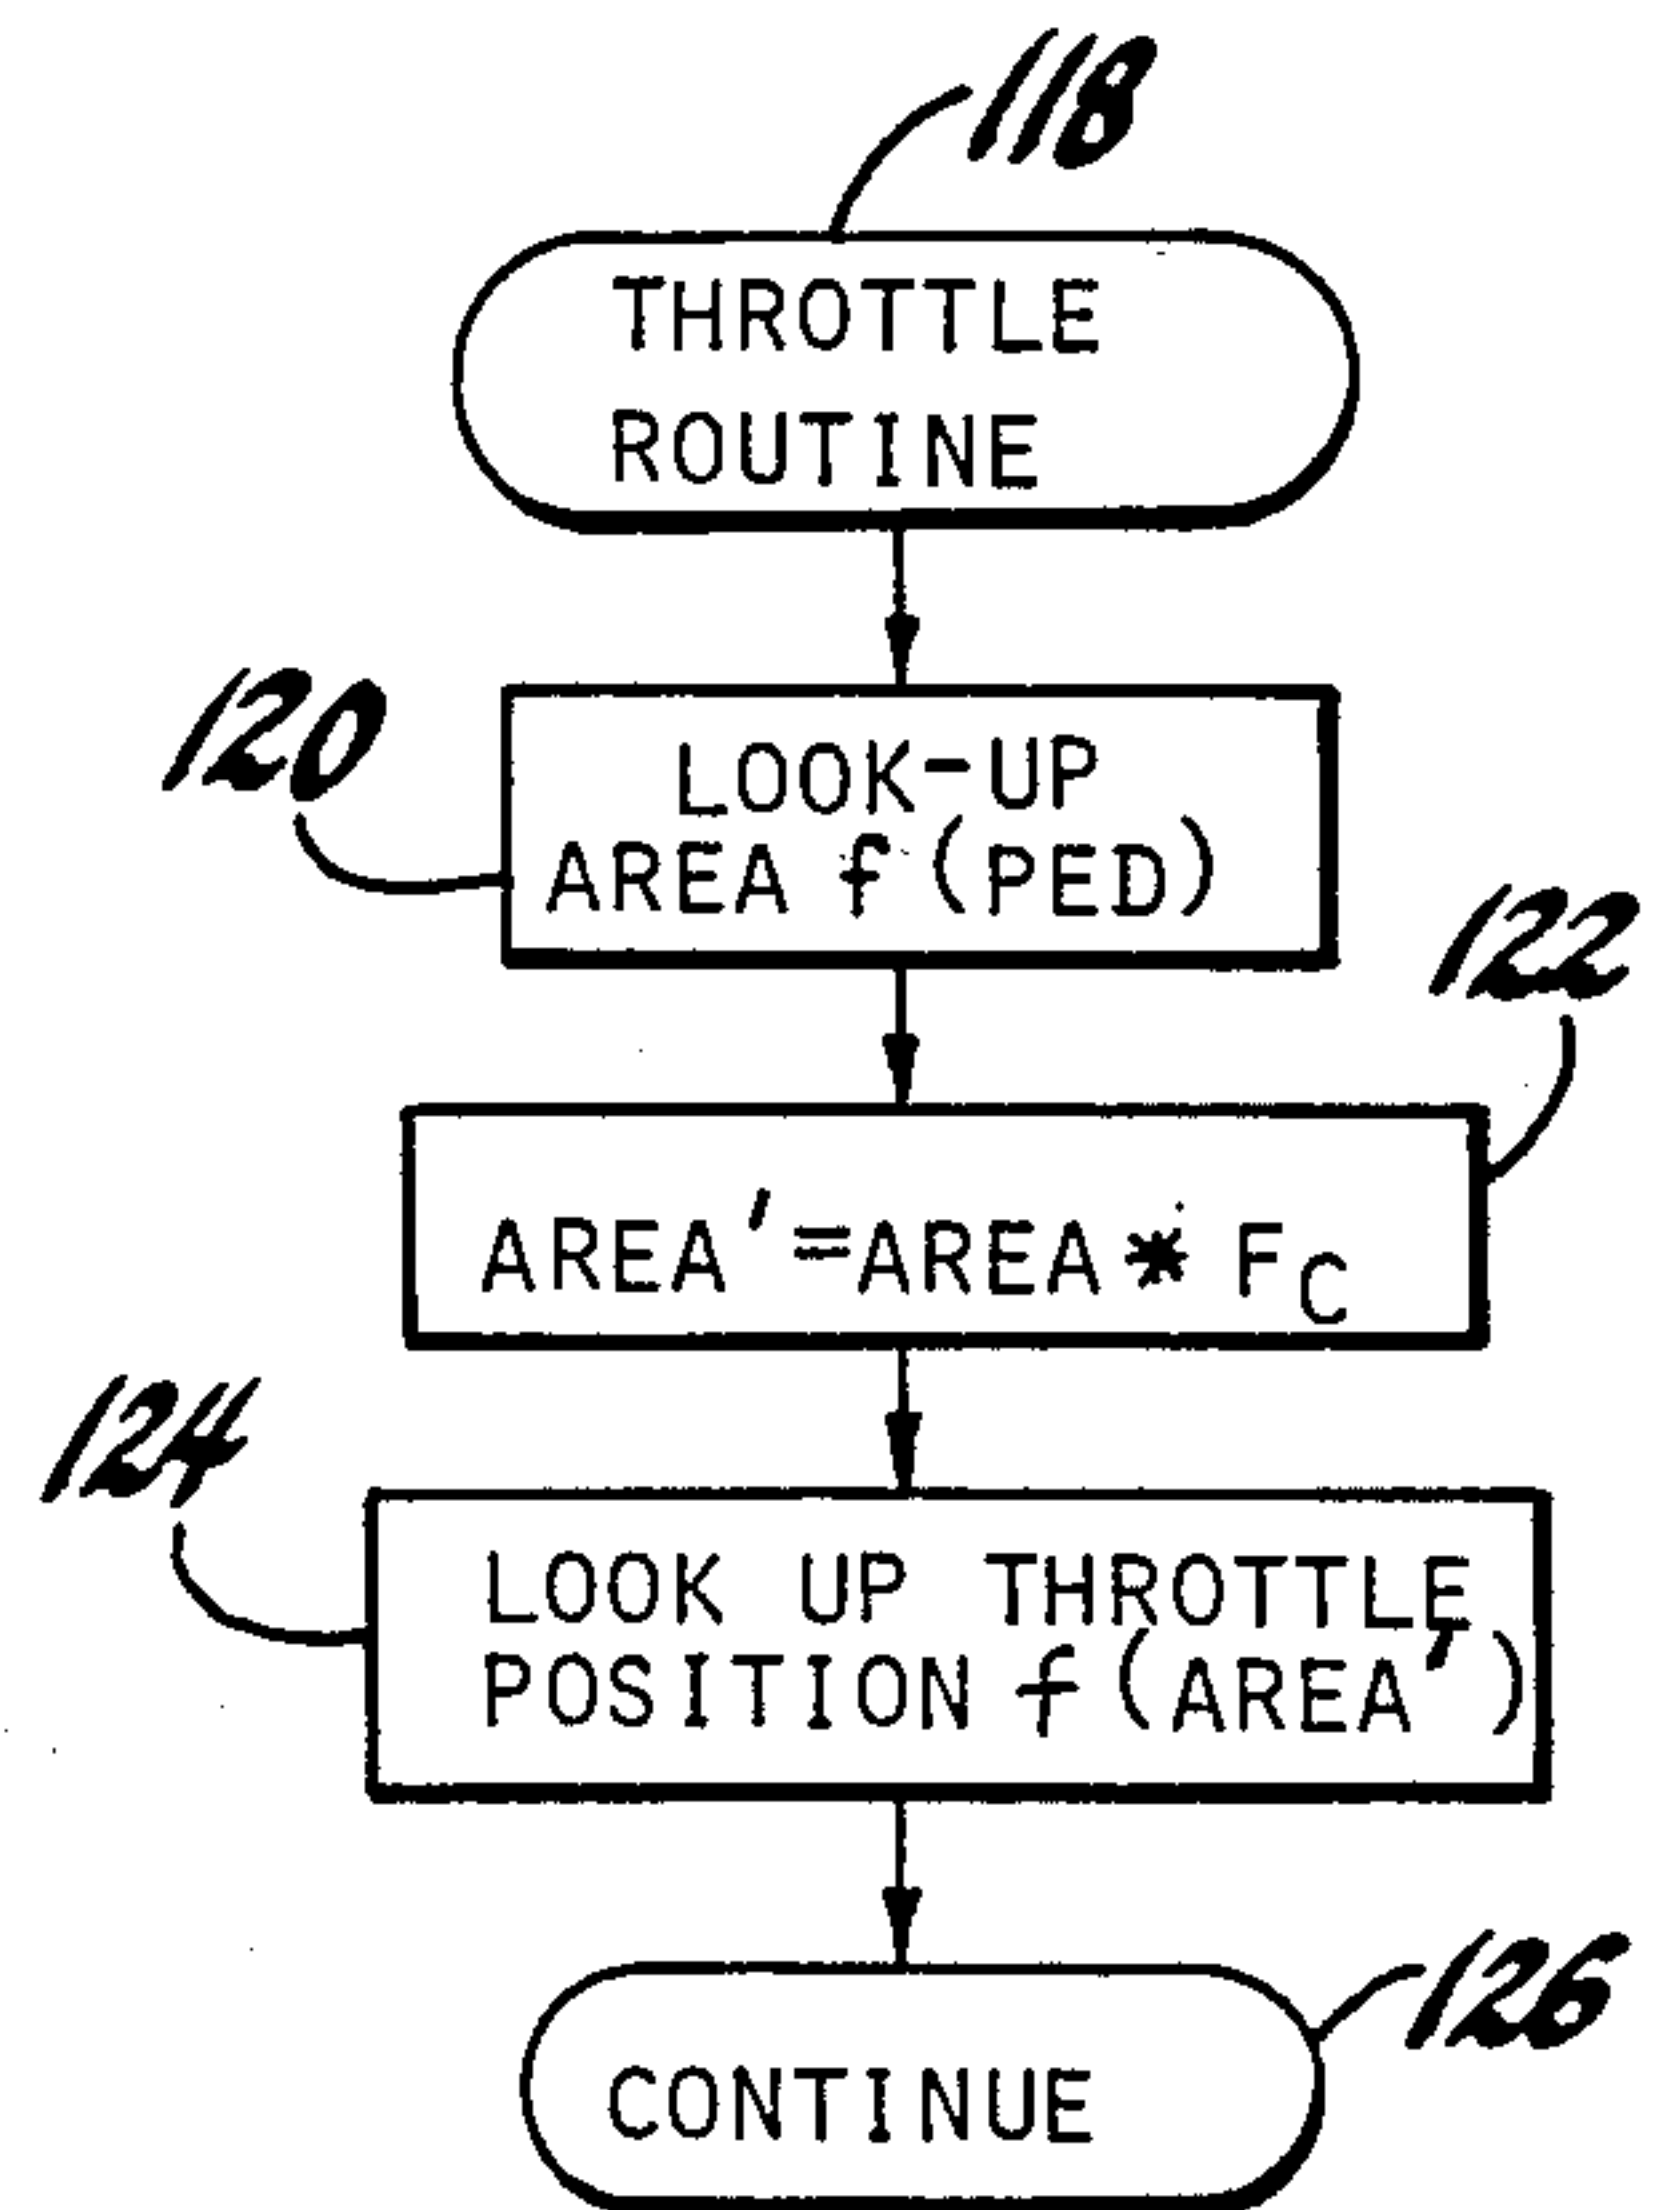 118
THROTTLE
ROUTINE
120
LOOK-UP
AREA f (PED)
122
AREA'=AREA * F_C
124
LOOK UP THROTTLE
POSITION f (AREA')
126
CONTINUE